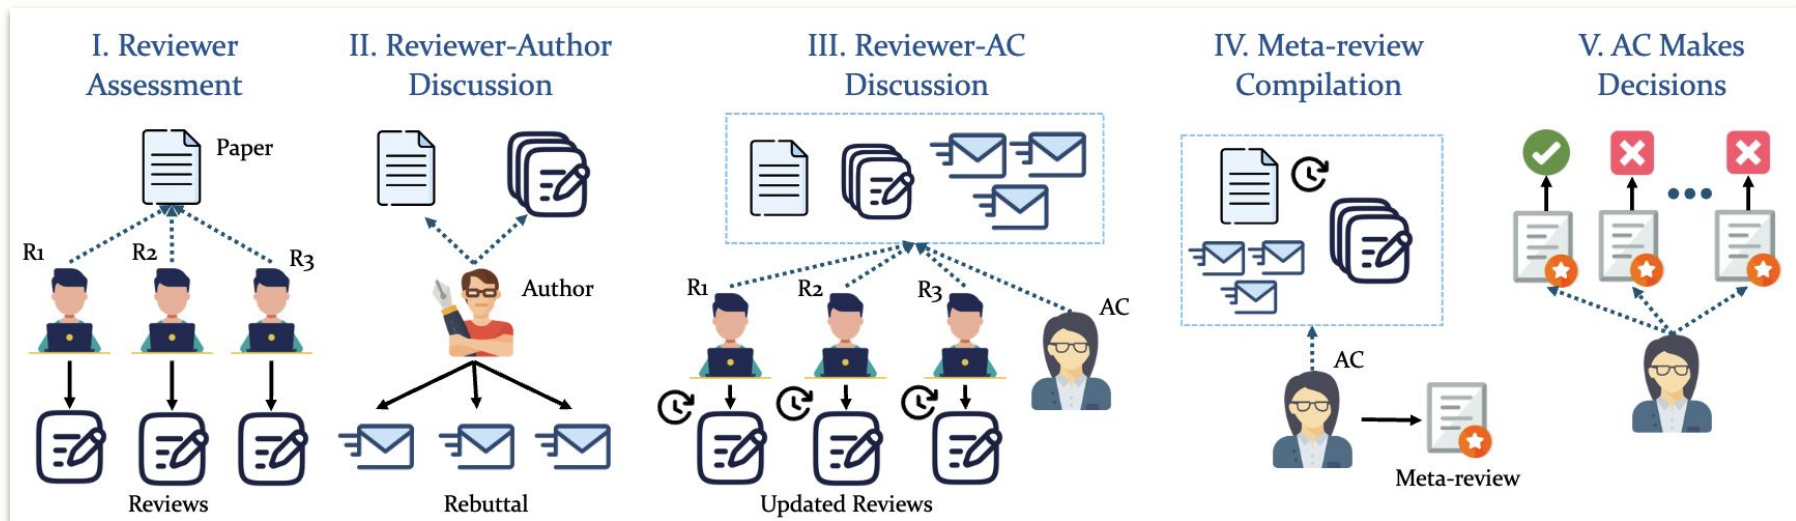 I. Reviewer
Assessment
Paper
R1
R2
R3
Reviews
II. Reviewer-Author
Discussion
Author
Rebuttal
III. Reviewer-AC
Discussion
R1
R2
R3
AC
Updated Reviews
IV. Meta-review
Compilation
AC
Meta-review
V. AC Makes
Decisions